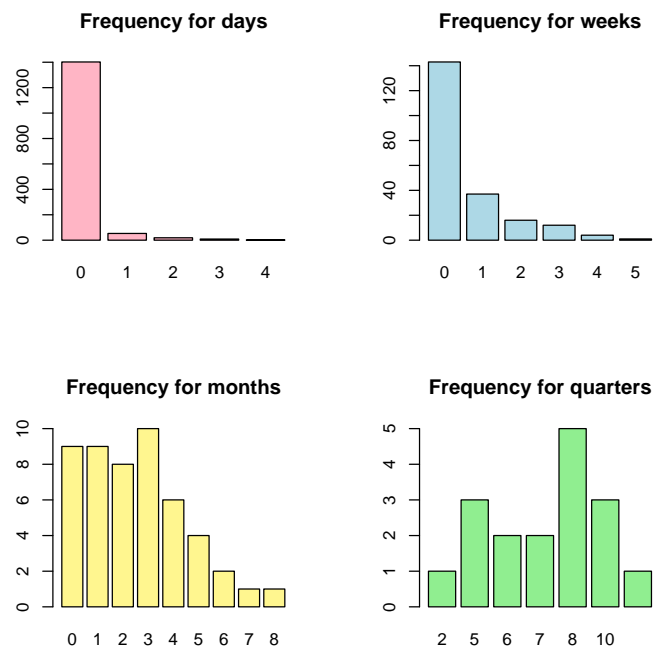 Frequency for days
1200
800
400
0
0 1 2 3 4
Frequency for weeks
120
80
40
0
0 1 2 3 4 5
Frequency for months
10
8
6
4
2
0
0 1 2 3 4 5 6 7 8
Frequency for quarters
5
4
3
2
1
0
2 5 6 7 8 10